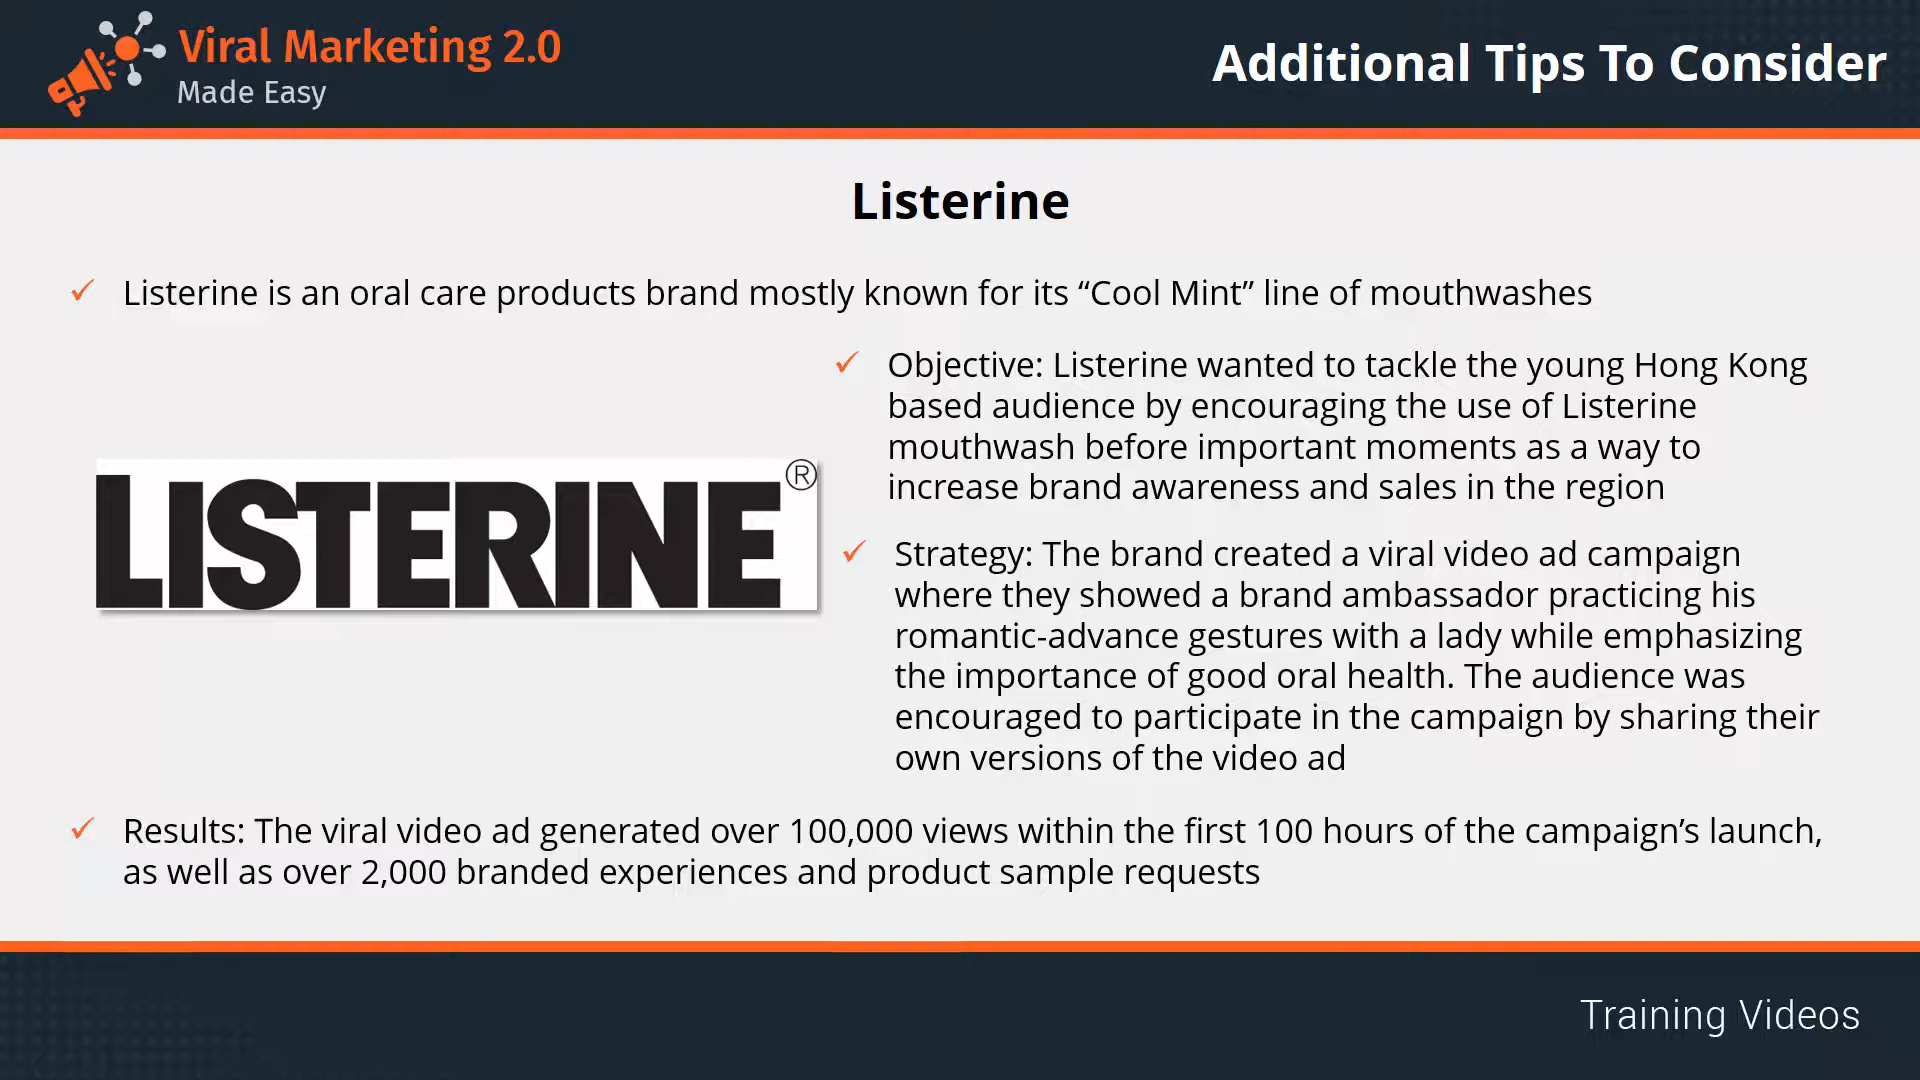 Viral Marketing 2.0
Made Easy
Additional Tips To Consider
Listerine
✓ Listerine is an oral care products brand mostly known for its “Cool Mint” line of mouthwashes
✓ Objective: Listerine wanted to tackle the young Hong Kong
based audience by encouraging the use of Listerine
mouthwash before important moments as a way to
increase brand awareness and sales in the region
LISTERINE®
✓ Strategy: The brand created a viral video ad campaign
where they showed a brand ambassador practicing his
romantic-advance gestures with a lady while emphasizing
the importance of good oral health. The audience was
encouraged to participate in the campaign by sharing their
own versions of the video ad
✓ Results: The viral video ad generated over 100,000 views within the first 100 hours of the campaign’s launch,
as well as over 2,000 branded experiences and product sample requests
Training Videos